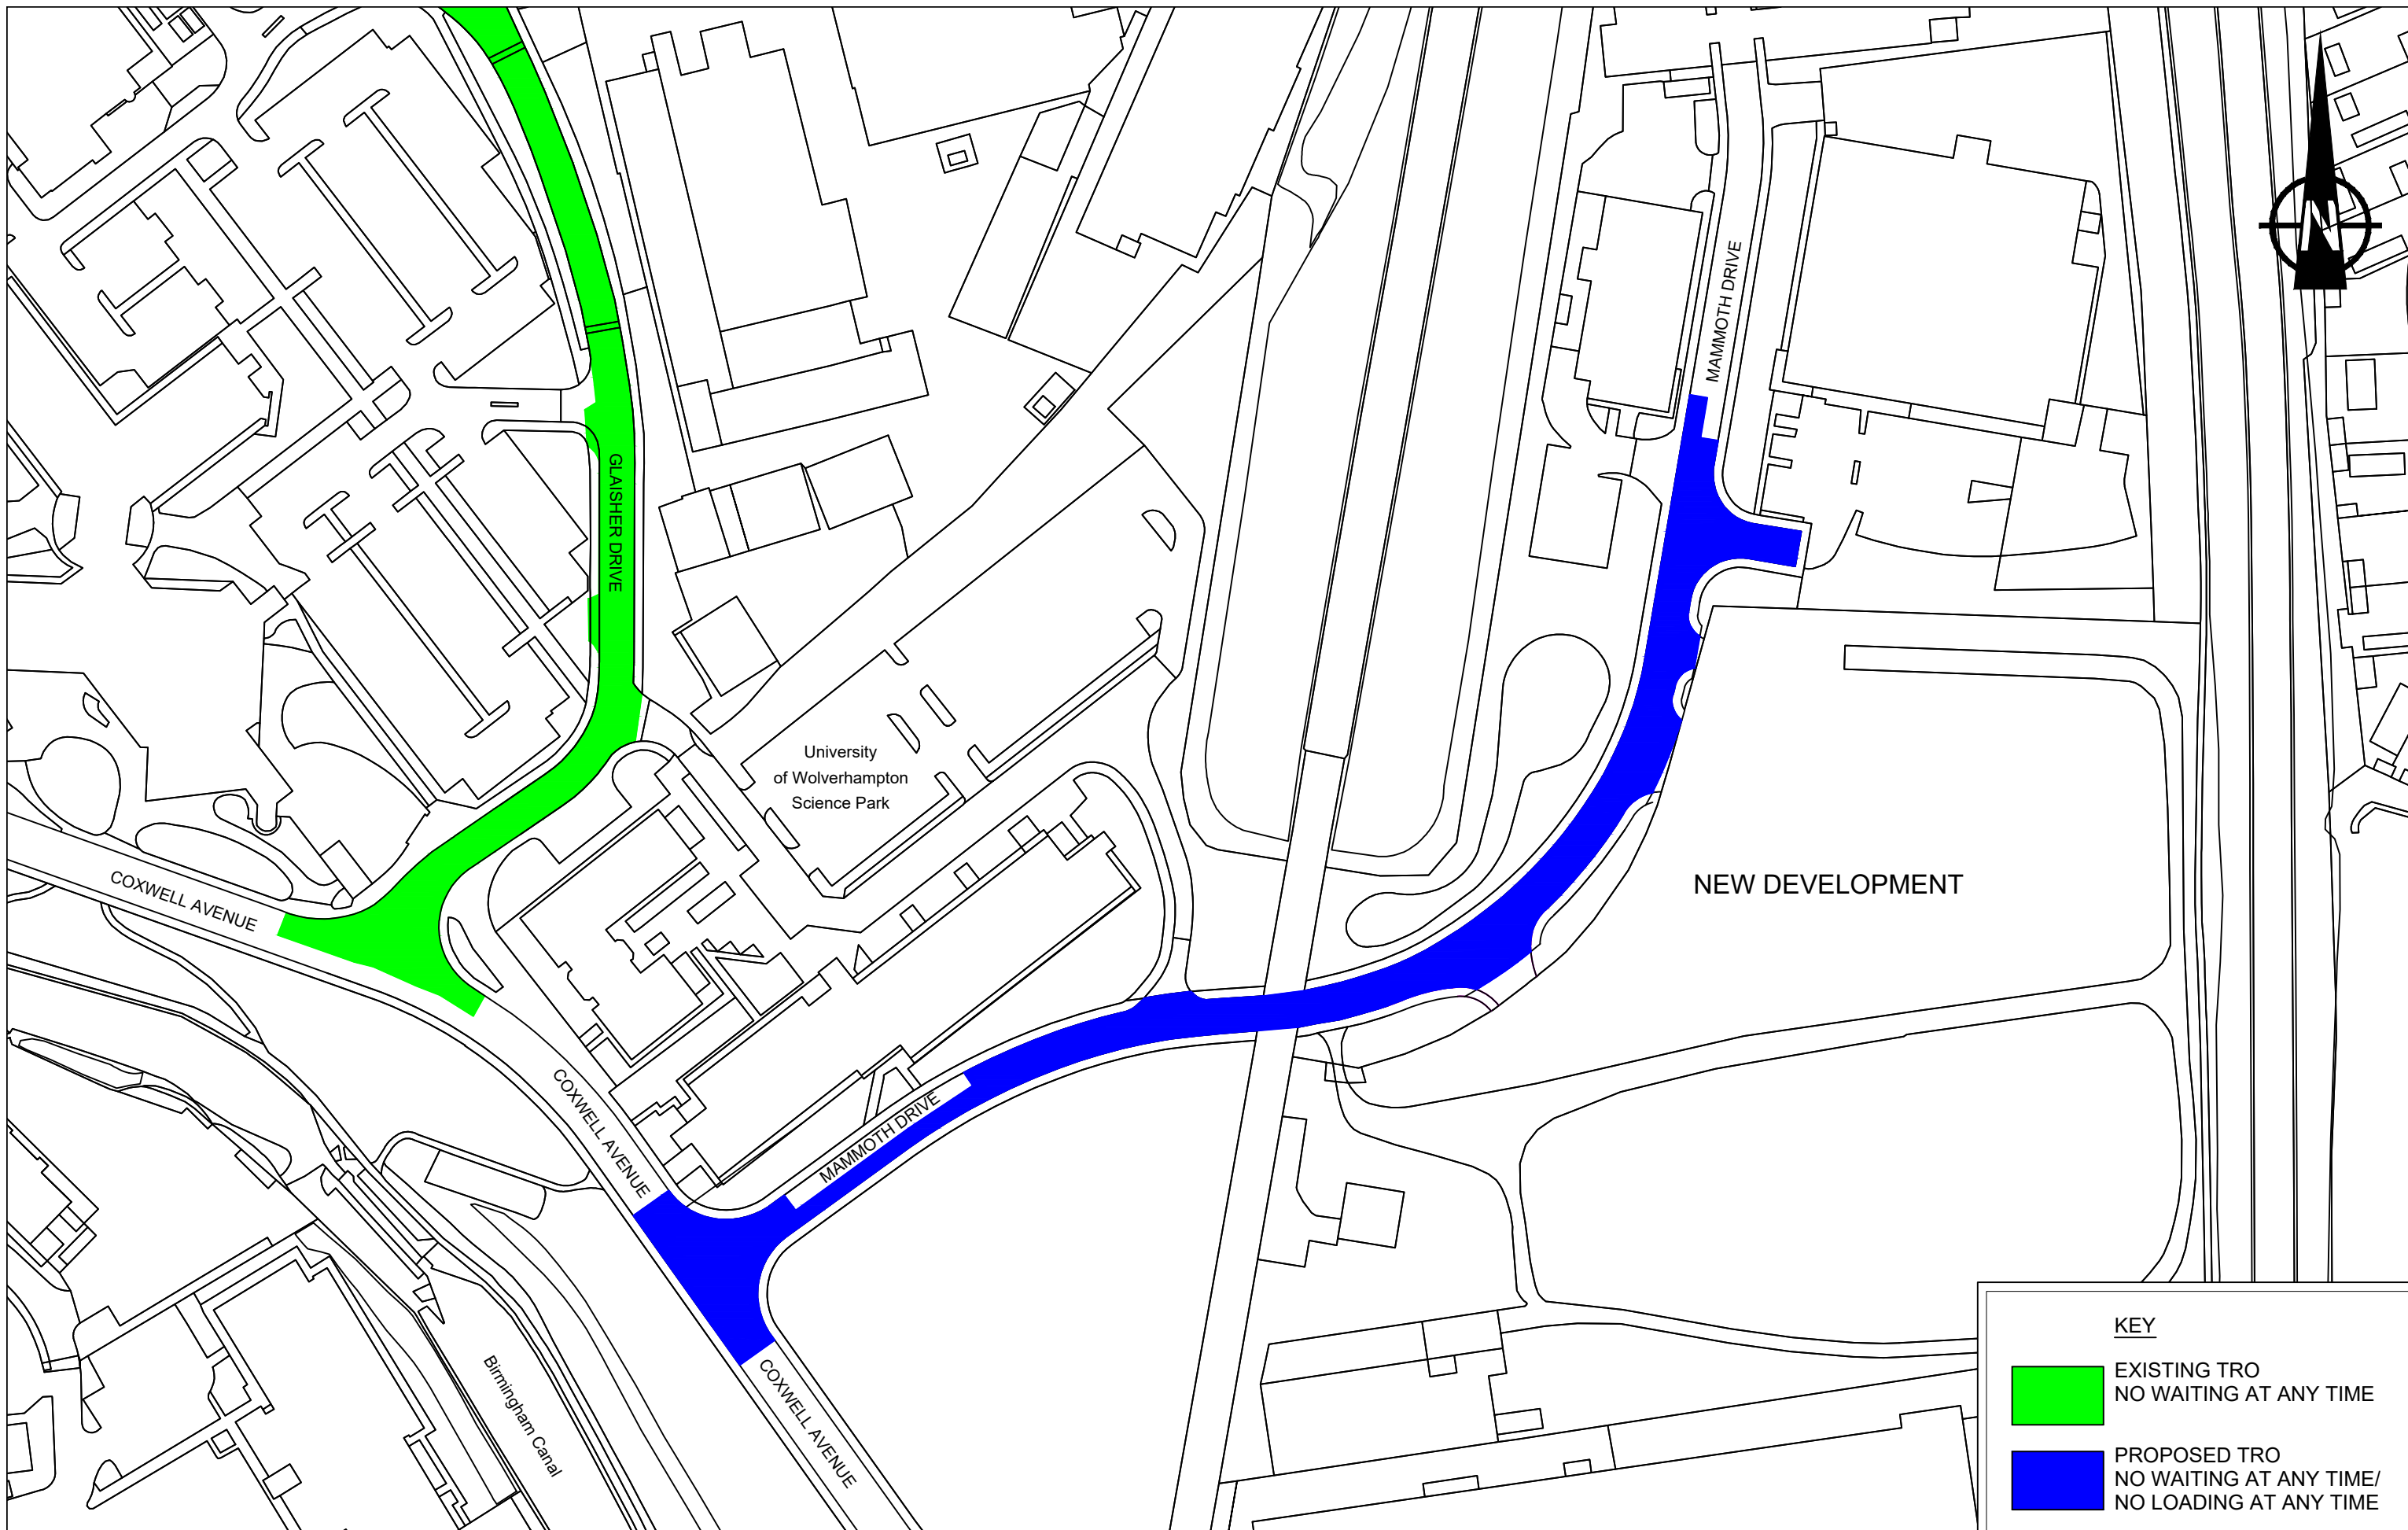 N
MAMMOTH DRIVE
GLAISHER DRIVE
University
of Wolverhampton
Science Park
COXWELL AVENUE
NEW DEVELOPMENT
COXWELL AVENUE
MAMMOTH DRIVE
Birmingham Canal
COXWELL AVENUE
KEY
EXISTING TRO
NO WAITING AT ANY TIME
PROPOSED TRO
NO WAITING AT ANY TIME/
NO LOADING AT ANY TIME